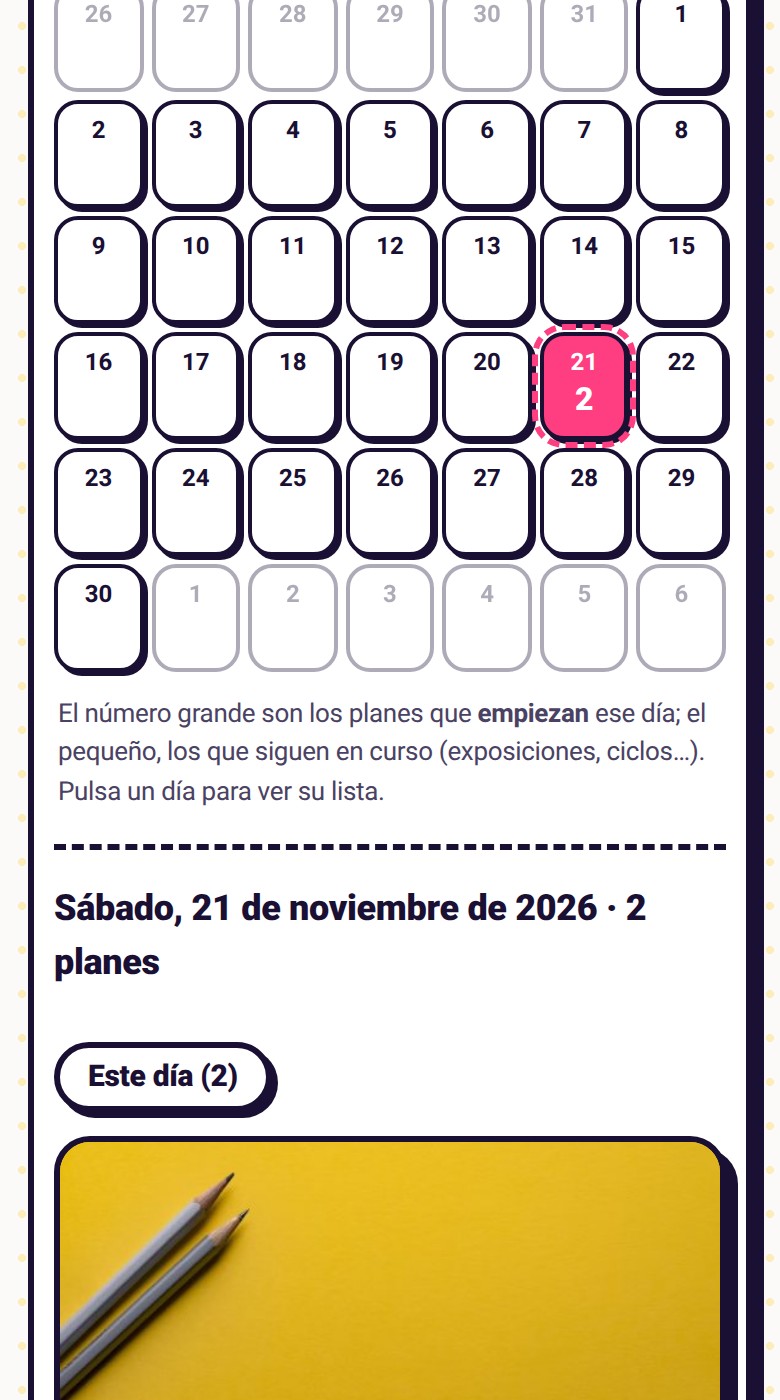 26 27 28 29 30 31 1
2 3 4 5 6 7 8
9 10 11 12 13 14 15
16 17 18 19 20 21 22
2
23 24 25 26 27 28 29
30 1 2 3 4 5 6
El número grande son los planes que empiezan ese día; el
pequeño, los que siguen en curso (exposiciones, ciclos…).
Pulsa un día para ver su lista.
Sábado, 21 de noviembre de 2026 · 2
planes
Este día (2)